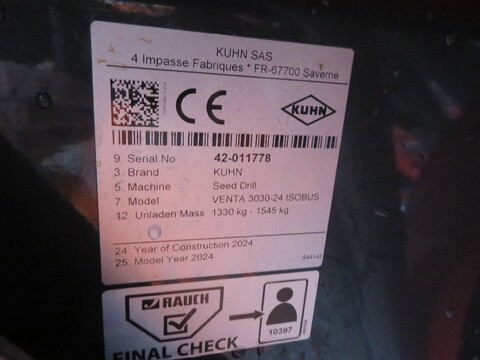 KUHN SAS
4 Impasse Fabriques * FR-67700 Saverne
CE
KUHN
9. Serial No 42-011778
3. Brand KUHN
5. Machine Seed Drill
7. Model VENTA 3030-24 ISOBUS
12. Unladen Mass 1330 kg - 1545 kg
24. Year of Construction 2024
25. Model Year 2024
844143
RAUCH
10397
FINAL CHECK